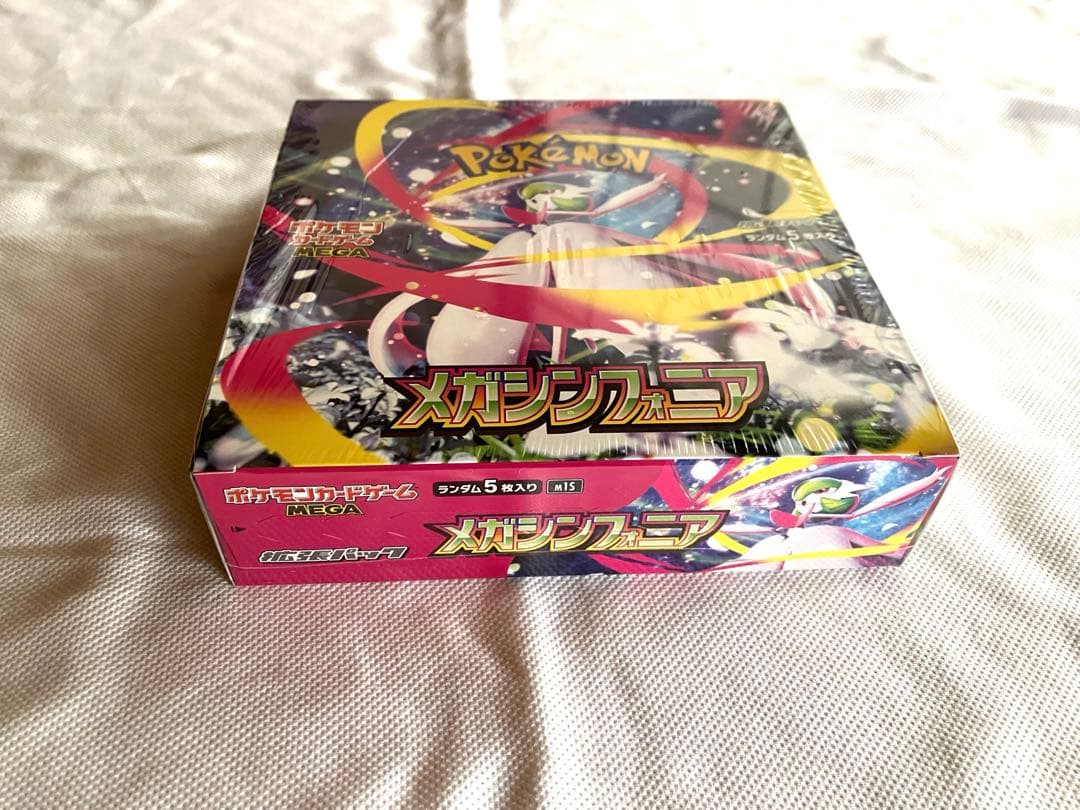 POKÉMON
ポケモン
カードゲーム
MEGA
ランダム5枚入り
メガシンフォニア
ポケモンカードゲーム
MEGA
ランダム5枚入り M1S
メガシンフォニア
拡張パック